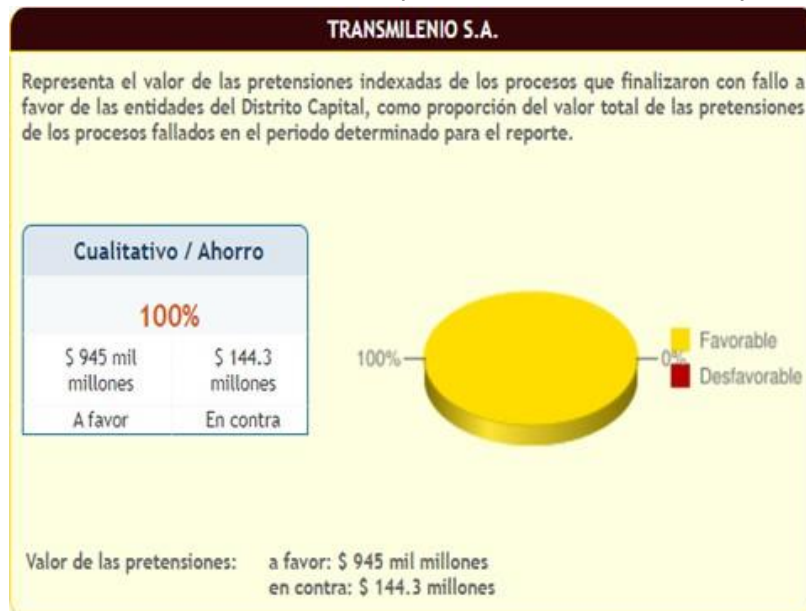 TRANSMILENIO S.A.
Representa el valor de las pretensiones indexadas de los procesos que finalizaron con fallo a
favor de las entidades del Distrito Capital, como proporción del valor total de las pretensiones
de los procesos fallados en el periodo determinado para el reporte.
Cualitativo / Ahorro
100%
$ 945 mil
millones
$ 144.3
millones
A favor
En contra
100%
0%
Favorable
Desfavorable
Valor de las pretensiones:
a favor: $ 945 mil millones
en contra: $ 144.3 millones